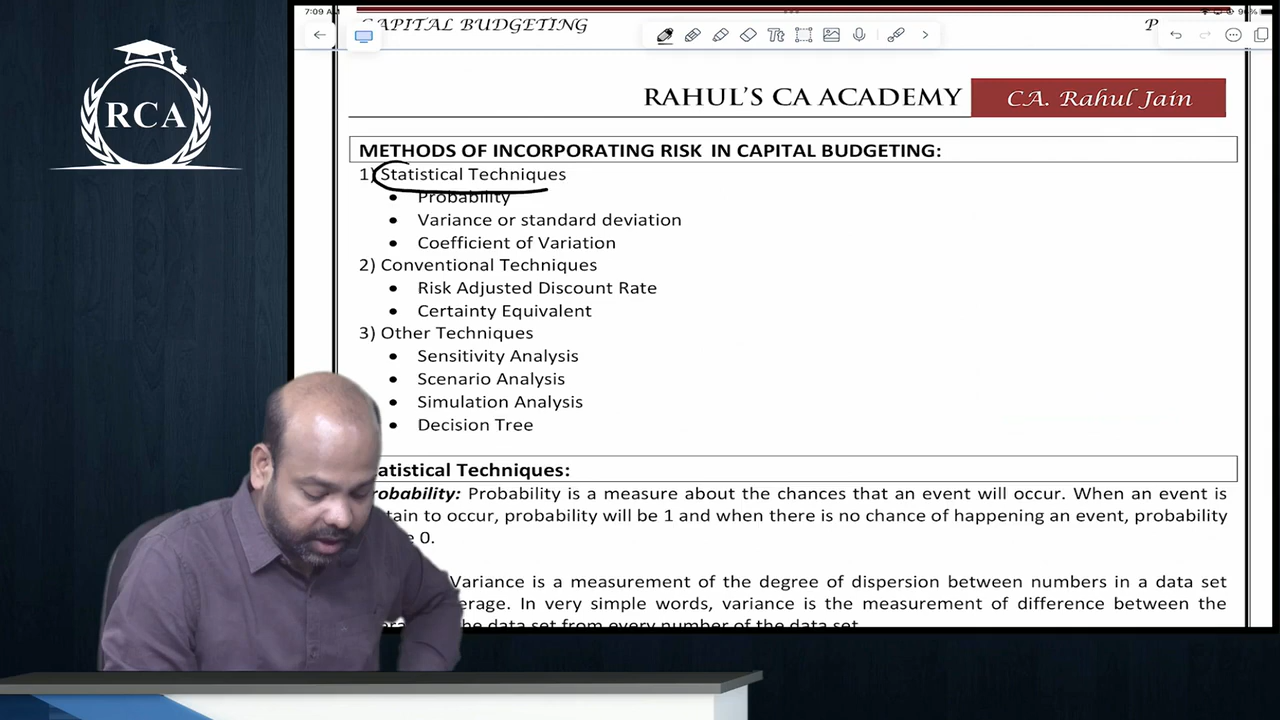 7:09 AM
CAPITAL BUDGETING
RCA
RAHUL'S CA ACADEMY CA. Rahul Jain
METHODS OF INCORPORATING RISK IN CAPITAL BUDGETING:
1) Statistical Techniques
• Probability
• Variance or standard deviation
• Coefficient of Variation
2) Conventional Techniques
• Risk Adjusted Discount Rate
• Certainty Equivalent
3) Other Techniques
• Sensitivity Analysis
• Scenario Analysis
• Simulation Analysis
• Decision Tree
atistical Techniques:
robability: Probability is a measure about the chances that an event will occur. When an event is
tain to occur, probability will be 1 and when there is no chance of happening an event, probability
e 0.
Variance is a measurement of the degree of dispersion between numbers in a data set
erage. In very simple words, variance is the measurement of difference between the
he data set from every number of the data set.